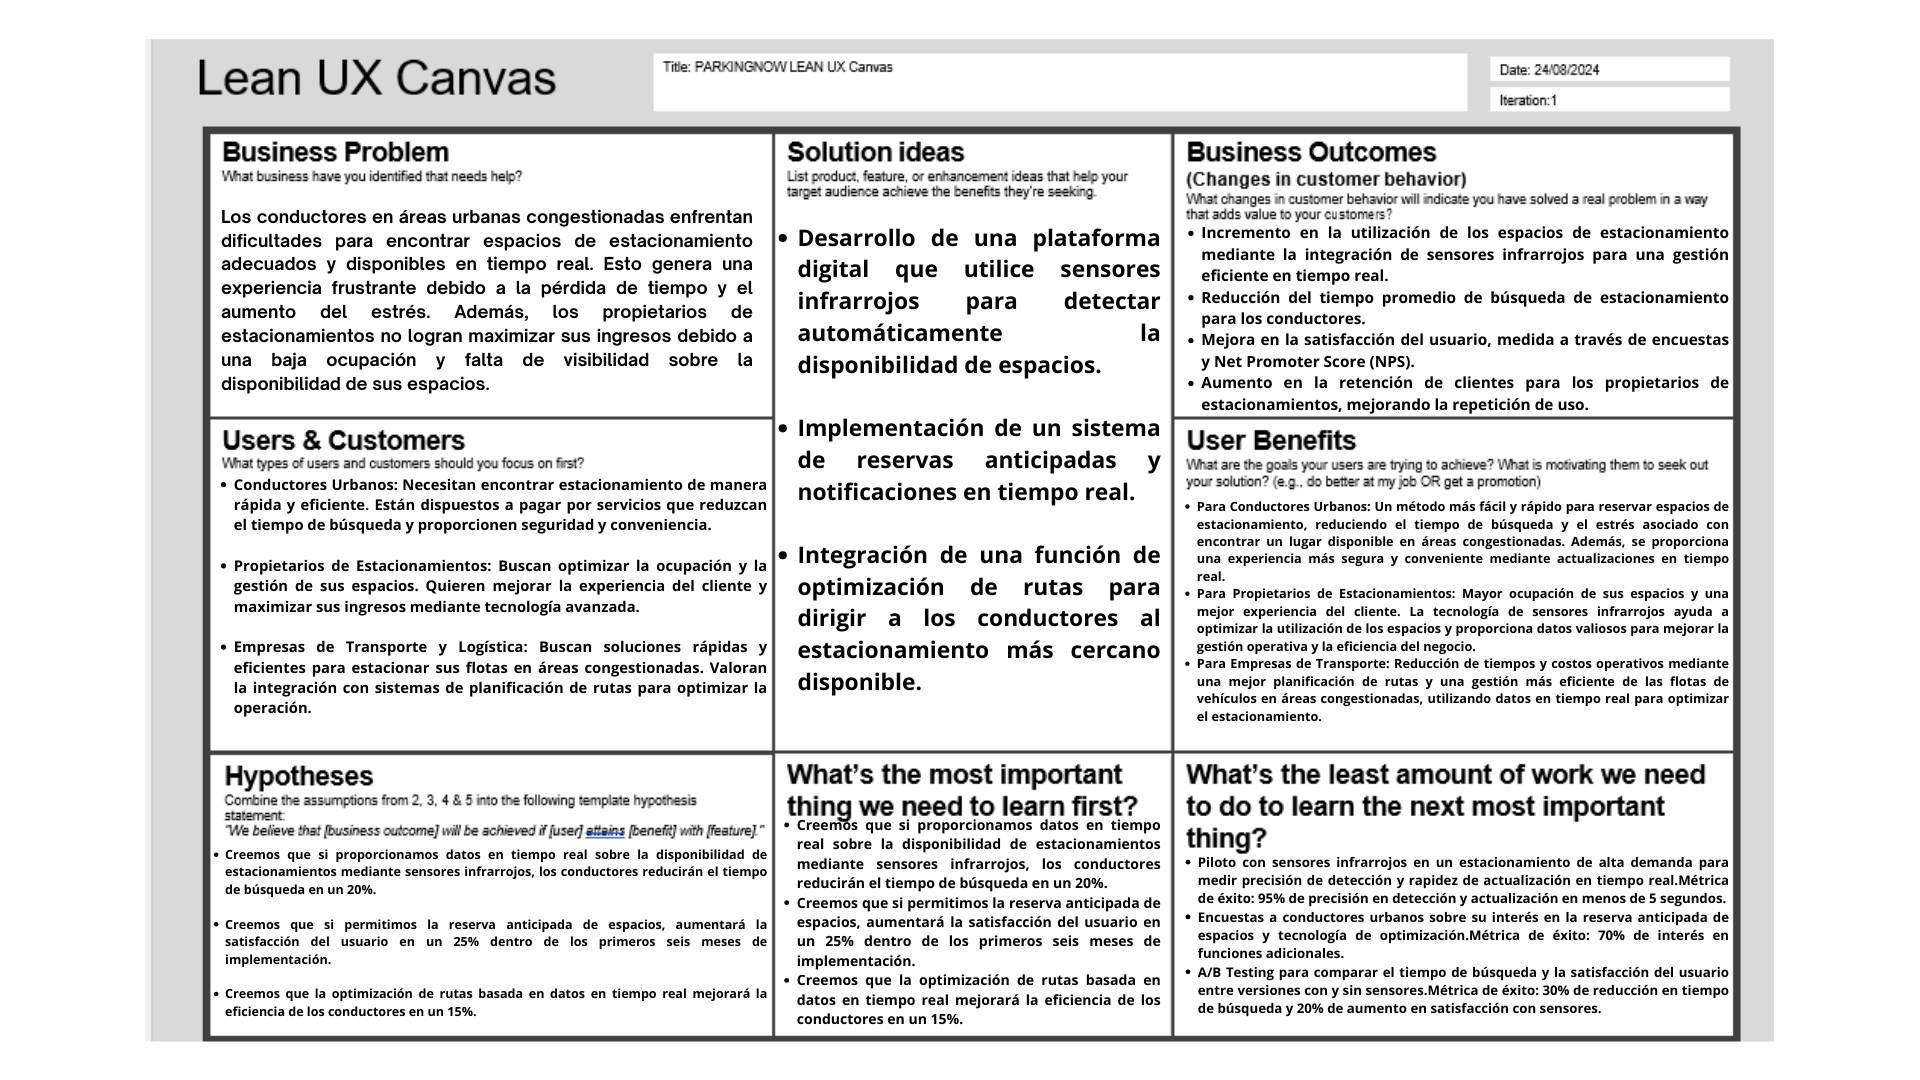 Lean UX Canvas
Title: PARKINGNOW LEAN UX Canvas
Date: 24/08/2024
Iteration:1
Business Problem
What business have you identified that needs help?
Los conductores en áreas urbanas congestionadas enfrentan
dificultades para encontrar espacios de estacionamiento
adecuados y disponibles en tiempo real. Esto genera una
experiencia frustrante debido a la pérdida de tiempo y el
aumento del estrés. Además, los propietarios de
estacionamientos no logran maximizar sus ingresos debido a
una baja ocupación y falta de visibilidad sobre la
disponibilidad de sus espacios.
Solution ideas
List product, feature, or enhancement ideas that help your
target audience achieve the benefits they're seeking.
• Desarrollo de una plataforma
digital que utilice sensores
infrarrojos para detectar
automáticamente la
disponibilidad de espacios.
• Implementación de un sistema
de reservas anticipadas y
notificaciones en tiempo real.
• Integración de una función de
optimización de rutas para
dirigir a los conductores al
estacionamiento más cercano
disponible.
Business Outcomes
(Changes in customer behavior)
What changes in customer behavior will indicate you have solved a real problem in a way
that adds value to your customers?
• Incremento en la utilización de los espacios de estacionamiento
mediante la integración de sensores infrarrojos para una gestión
eficiente en tiempo real.
• Reducción del tiempo promedio de búsqueda de estacionamiento
para los conductores.
• Mejora en la satisfacción del usuario, medida a través de encuestas
y Net Promoter Score (NPS).
• Aumento en la retención de clientes para los propietarios de
estacionamientos, mejorando la repetición de uso.
Users & Customers
What types of users and customers should you focus on first?
• Conductores Urbanos: Necesitan encontrar estacionamiento de manera
rápida y eficiente. Están dispuestos a pagar por servicios que reduzcan
el tiempo de búsqueda y proporcionen seguridad y conveniencia.
• Propietarios de Estacionamientos: Buscan optimizar la ocupación y la
gestión de sus espacios. Quieren mejorar la experiencia del cliente y
maximizar sus ingresos mediante tecnología avanzada.
• Empresas de Transporte y Logística: Buscan soluciones rápidas y
eficientes para estacionar sus flotas en áreas congestionadas. Valoran
la integración con sistemas de planificación de rutas para optimizar la
operación.
User Benefits
What are the goals your users are trying to achieve? What is motivating them to seek out
your solution? (e.g., do better at my job OR get a promotion)
• Para Conductores Urbanos: Un método más fácil y rápido para reservar espacios de
estacionamiento, reduciendo el tiempo de búsqueda y el estrés asociado con
encontrar un lugar disponible en áreas congestionadas. Además, se proporciona
una experiencia más segura y conveniente mediante actualizaciones en tiempo
real.
• Para Propietarios de Estacionamientos: Mayor ocupación de sus espacios y una
mejor experiencia del cliente. La tecnología de sensores infrarrojos ayuda a
optimizar la utilización de los espacios y proporciona datos valiosos para mejorar la
gestión operativa y la eficiencia del negocio.
• Para Empresas de Transporte: Reducción de tiempos y costos operativos mediante
una mejor planificación de rutas y una gestión más eficiente de las flotas de
vehículos en áreas congestionadas, utilizando datos en tiempo real para optimizar
el estacionamiento.
Hypotheses
Combine the assumptions from 2, 3, 4 & 5 into the following template hypothesis
statement:
"We believe that [business outcome] will be achieved if [user] attains [benefit] with [feature]."
• Creemos que si proporcionamos datos en tiempo real sobre la disponibilidad de
estacionamientos mediante sensores infrarrojos, los conductores reducirán el tiempo
de búsqueda en un 20%.
• Creemos que si permitimos la reserva anticipada de espacios, aumentará la
satisfacción del usuario en un 25% dentro de los primeros seis meses de
implementación.
• Creemos que la optimización de rutas basada en datos en tiempo real mejorará la
eficiencia de los conductores en un 15%.
What's the most important
thing we need to learn first?
• Creemos que si proporcionamos datos en tiempo
real sobre la disponibilidad de estacionamientos
mediante sensores infrarrojos, los conductores
reducirán el tiempo de búsqueda en un 20%.
• Creemos que si permitimos la reserva anticipada de
espacios, aumentará la satisfacción del usuario en
un 25% dentro de los primeros seis meses de
implementación.
• Creemos que la optimización de rutas basada en
datos en tiempo real mejorará la eficiencia de los
conductores en un 15%.
What's the least amount of work we need
to do to learn the next most important
thing?
• Piloto con sensores infrarrojos en un estacionamiento de alta demanda para
medir precisión de detección y rapidez de actualización en tiempo real.Métrica
de éxito: 95% de precisión en detección y actualización en menos de 5 segundos.
• Encuestas a conductores urbanos sobre su interés en la reserva anticipada de
espacios y tecnología de optimización.Métrica de éxito: 70% de interés en
funciones adicionales.
• A/B Testing para comparar el tiempo de búsqueda y la satisfacción del usuario
entre versiones con y sin sensores.Métrica de éxito: 30% de reducción en tiempo
de búsqueda y 20% de aumento en satisfacción con sensores.